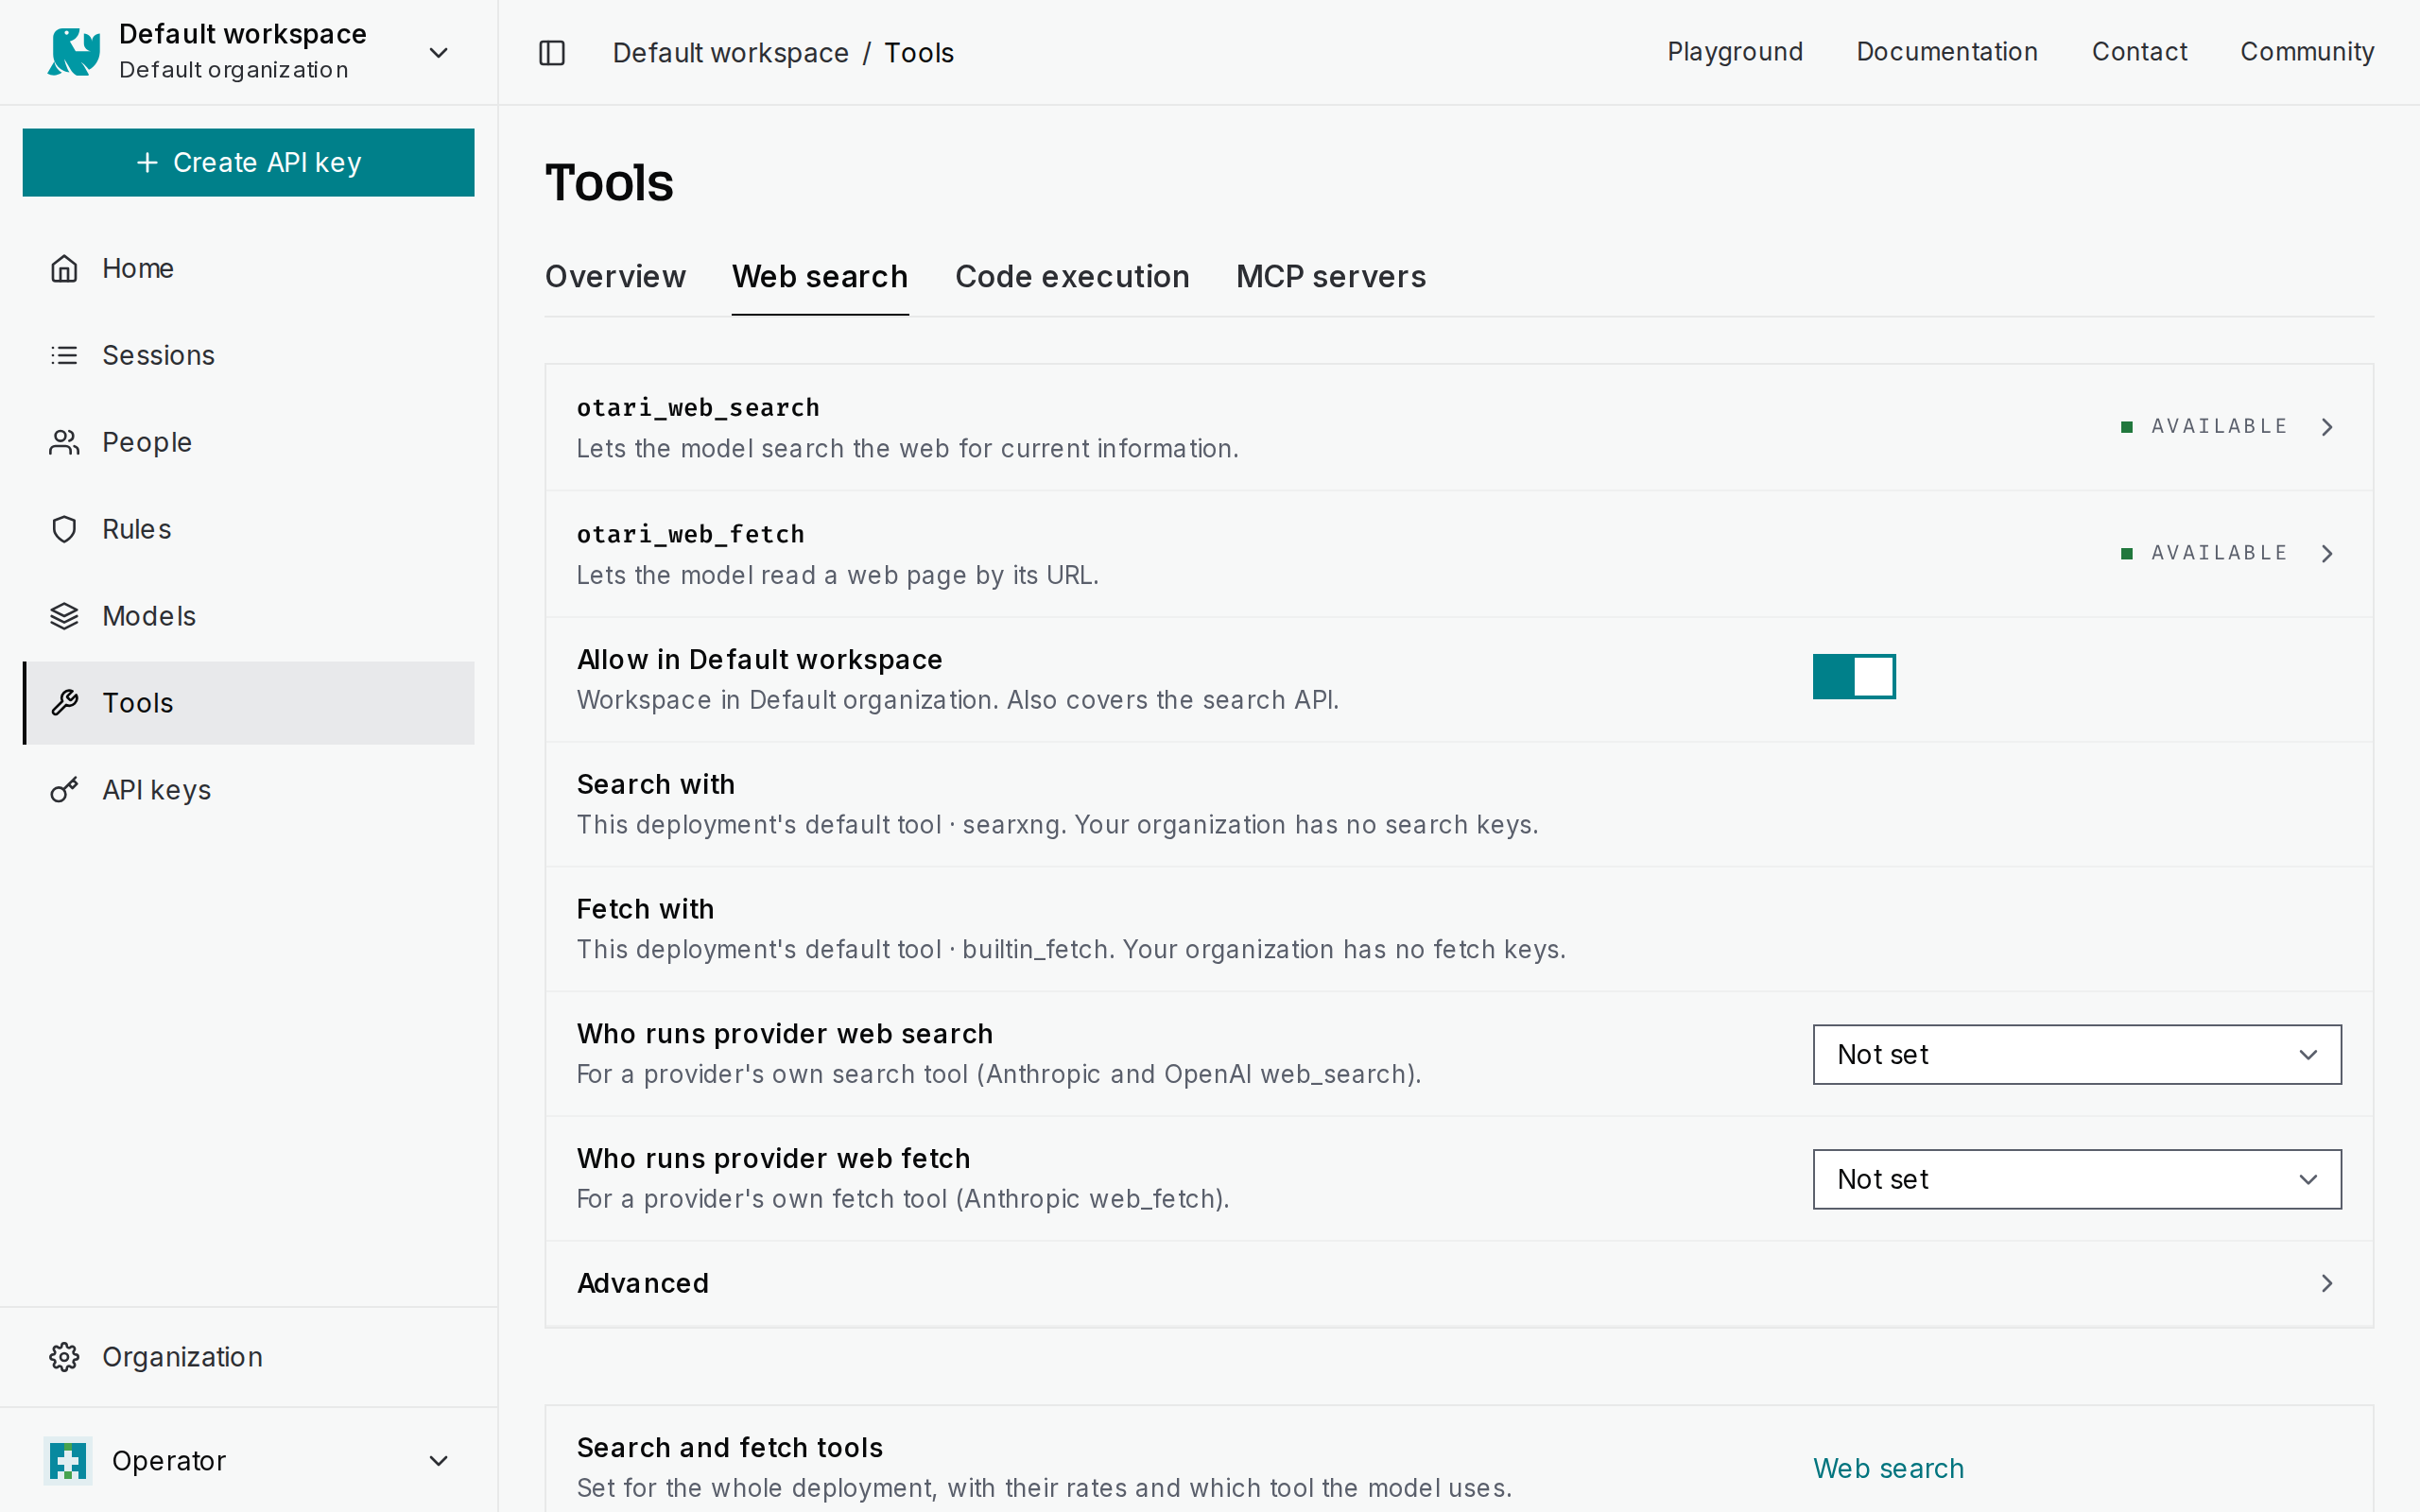 Default workspace
Default organization
Default workspace / Tools
Playground
Documentation
Contact
Community
Create API key
Home
Sessions
People
Rules
Models
Tools
API keys
Organization
Operator
Tools
Overview
Web search
Code execution
MCP servers
otari_web_search
Lets the model search the web for current information.
AVAILABLE
otari_web_fetch
Lets the model read a web page by its URL.
AVAILABLE
Allow in Default workspace
Workspace in Default organization. Also covers the search API.
Search with
This deployment's default tool · searxng. Your organization has no search keys.
Fetch with
This deployment's default tool · builtin_fetch. Your organization has no fetch keys.
Who runs provider web search
For a provider's own search tool (Anthropic and OpenAI web_search).
Not set
Who runs provider web fetch
For a provider's own fetch tool (Anthropic web_fetch).
Not set
Advanced
Search and fetch tools
Set for the whole deployment, with their rates and which tool the model uses.
Web search